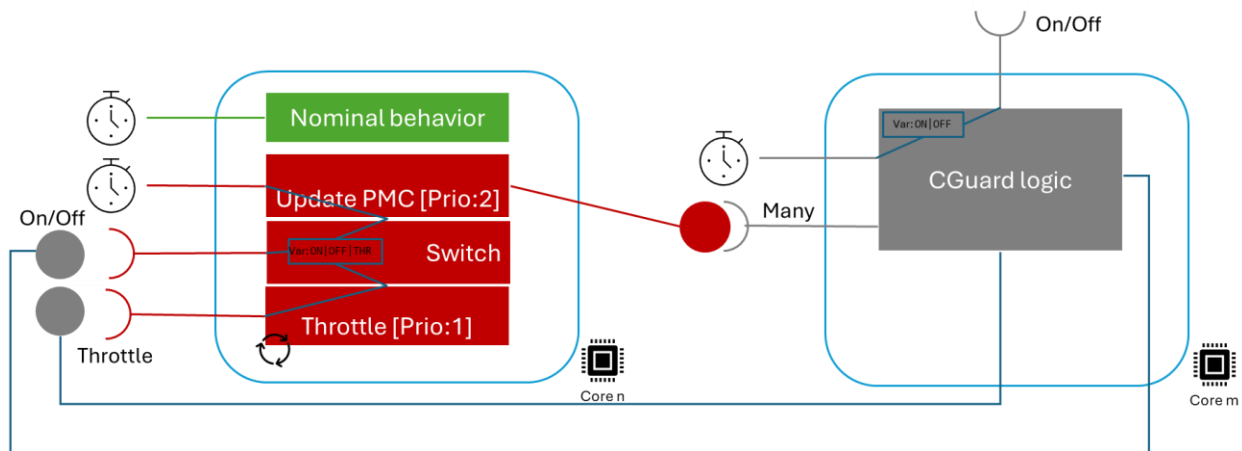 On/Off
Nominal behavior
Var:ON|OFF
CGuard logic
Update PMC [Prio:2]
On/Off
Many
Var:ON|OFF|THR
Switch
Throttle [Prio:1]
Throttle
Core n
Core m